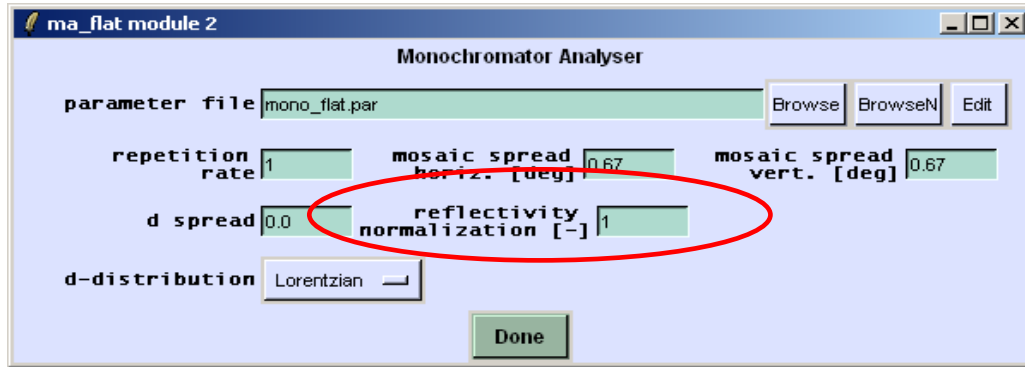 ma_flat module 2
Monochromator Analyser
parameter file mono_flat.par Browse BrowseN Edit
repetition rate 1 mosaic spread horiz. [deg] 0.67 mosaic spread vert. [deg] 0.67
d spread 0.0 reflectivity normalization [-] 1
d-distribution Lorentzian
Done